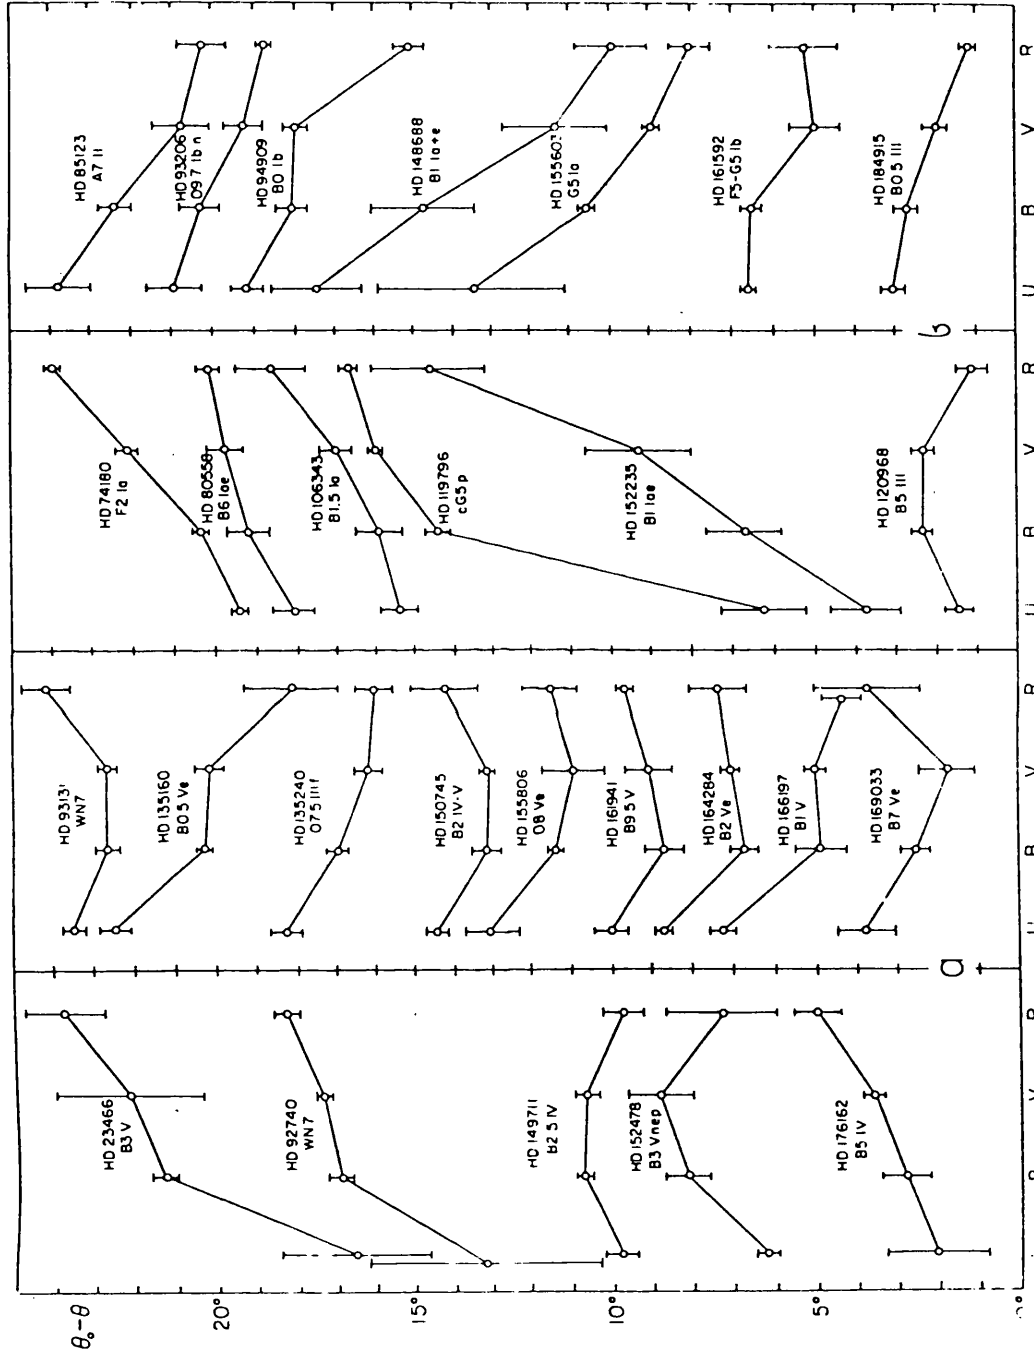 θ₀-θ
20°
15°
10°
5°
HD 23466
B3 V
HD 92740
WN7
HD 149711
B2 5 IV
HD 152478
B3 Vnep
HD 176162
B5 IV
B
V
R
a
HD 93131
WN7
HD 135160
B0 5 Ve
HD 135240
O7 5 III f
HD 150745
B2 IV-V
HD 155806
O8 Ve
HD 161941
B9 5 V
HD 164284
B2 Ve
HD 166197
B1 V
HD 169033
B7 Ve
U
B
V
R
HD 74180
F2 Ia
HD 80558
B6 Iae
HD 106343
B1.5 Ia
HD 119796
cG5 p
HD 152235
B1 Iae
HD 120968
B5 III
U
B
V
R
б
HD 85123
A7 II
HD 93206
O9 7 Ib n
HD 94909
B0 Ib
HD 148688
B1 Ia+e
HD 155603
G5 Ia
HD 161592
F5-G5 Ib
HD 184915
B0 5 III
U
B
V
R